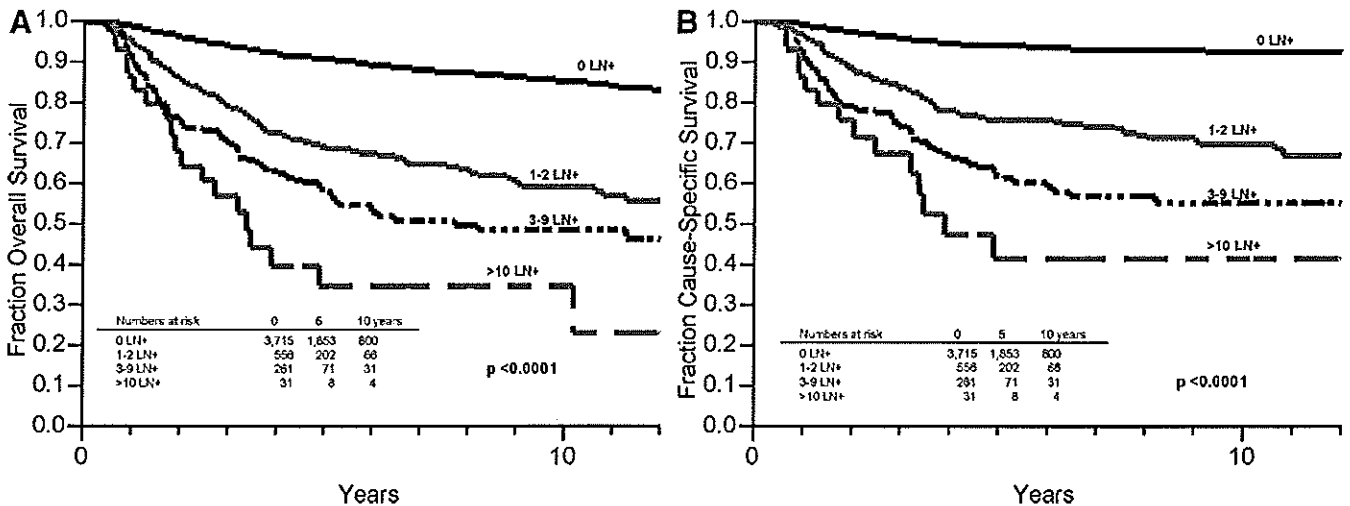 A
Fraction Overall Survival
1.0
0.9
0.8
0.7
0.6
0.5
0.4
0.3
0.2
0.1
0.0
0 LN+
1-2 LN+
3-9 LN+
>10 LN+
Numbers at risk 0 5 10 years
0 LN+ 3,715 1,853 800
1-2 LN+ 556 202 66
3-9 LN+ 261 71 31
>10 LN+ 31 8 4
p <0.0001
0 10
Years
B
Fraction Cause-Specific Survival
1.0
0.9
0.8
0.7
0.6
0.5
0.4
0.3
0.2
0.1
0.0
0 LN+
1-2 LN+
3-9 LN+
>10 LN+
Numbers at risk 0 5 10 years
0 LN+ 3,715 1,853 800
1-2 LN+ 556 202 66
3-9 LN+ 261 71 31
>10 LN+ 31 8 4
p <0.0001
0 10
Years